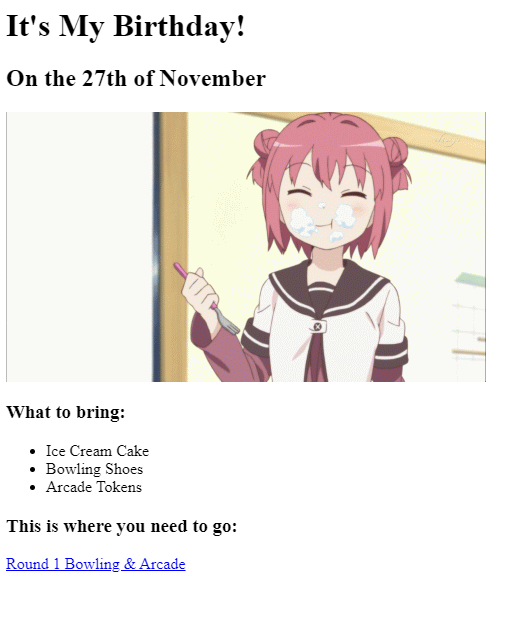 It's My Birthday!
On the 27th of November
What to bring:
Ice Cream Cake
Bowling Shoes
Arcade Tokens
This is where you need to go:
Round 1 Bowling & Arcade